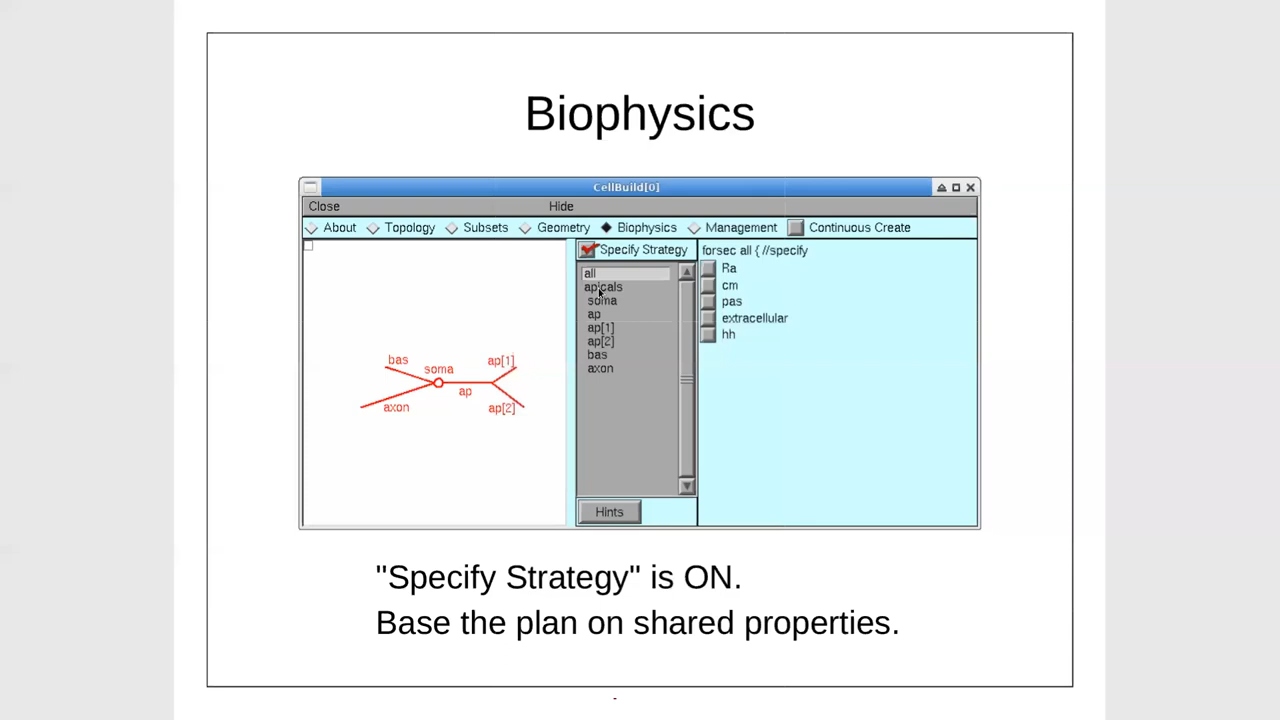 Biophysics
CellBuild[0]
Close Hide
About Topology Subsets Geometry Biophysics Management Continuous Create
Specify Strategy
forsec all { //specify
all
apicals
soma
ap
ap[1]
ap[2]
bas
axon
Ra
cm
pas
extracellular
hh
bas
soma
ap[1]
ap
axon
ap[2]
Hints
"Specify Strategy" is ON.
Base the plan on shared properties.
-